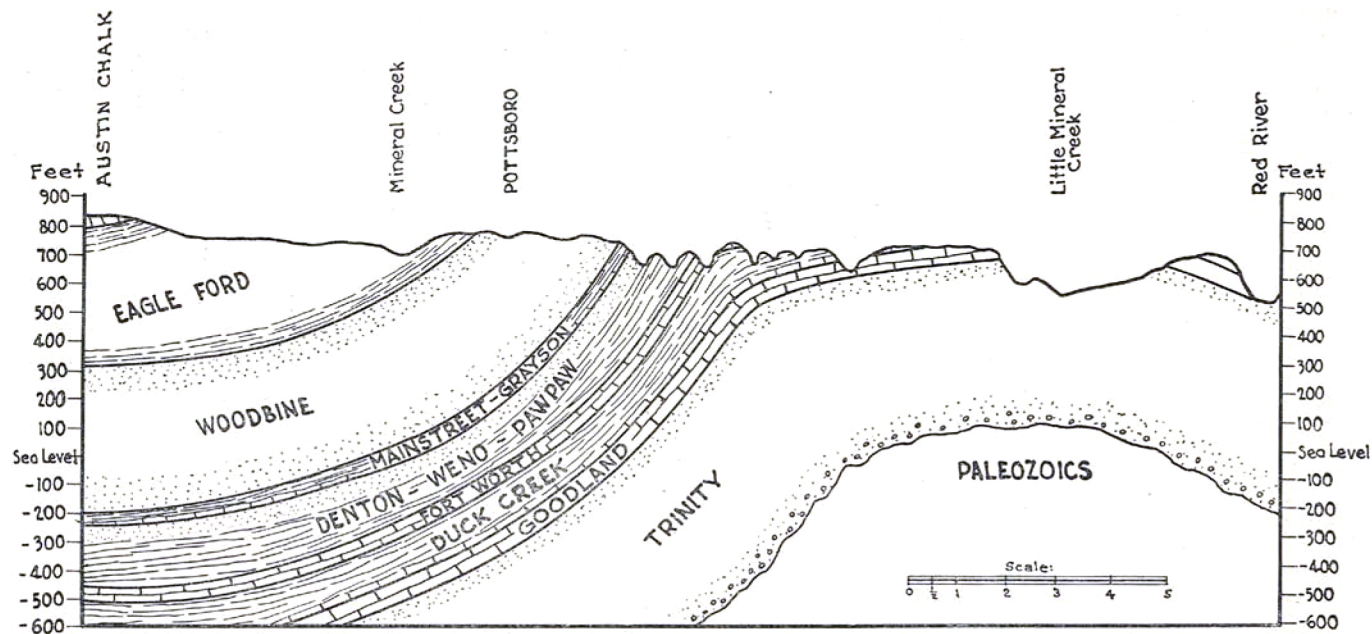 AUSTIN CHALK
Mineral Creek
POTTSBORO
Little Mineral
Creek
Red River
Feet
Feet
900
800
700
600
500
400
300
200
100
Sea Level
-100
-200
-300
-400
-500
-600
900
800
700
600
500
400
300
200
100
Sea Level
-100
-200
-300
-400
-500
-600
EAGLE FORD
WOODBINE
MAINSTREET-GRAYSON
DENTON-WENO-PAWPAW
FORT WORTH
DUCK CREEK
GOODLAND
TRINITY
PALEOZOICS
Scale:
0 ½ 1 2 3 4 5